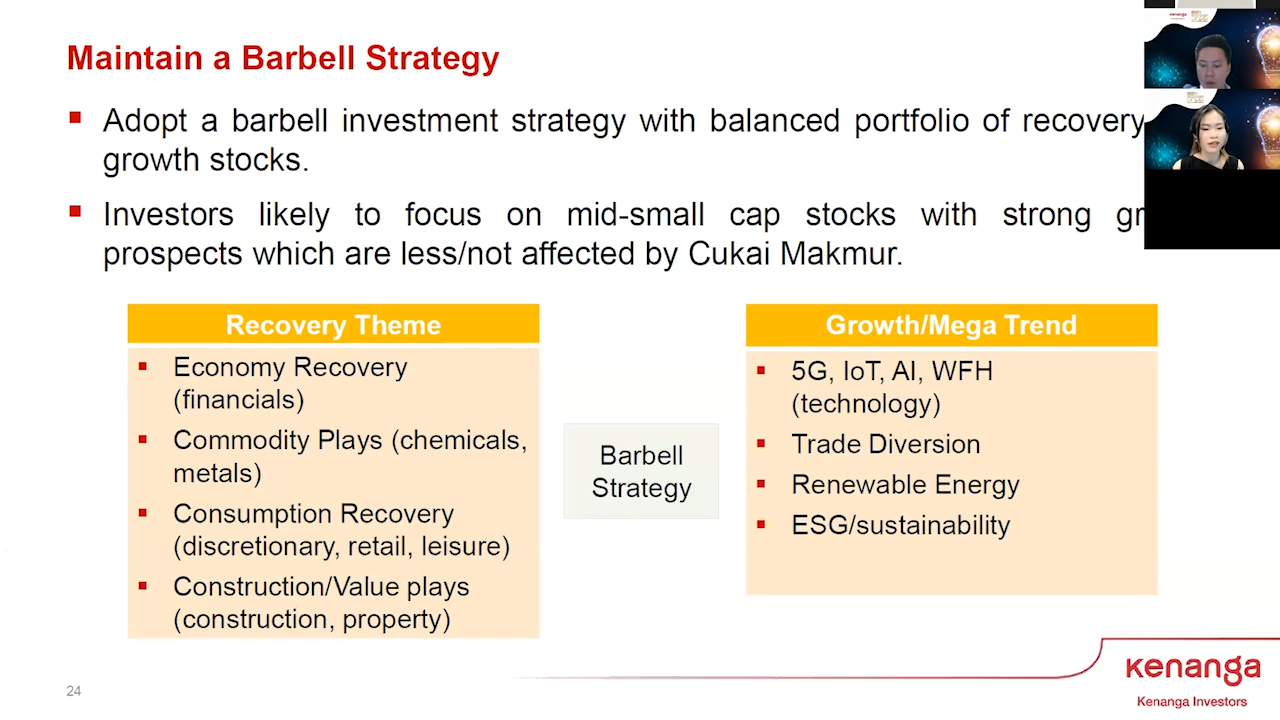 Maintain a Barbell Strategy
Adopt a barbell investment strategy with balanced portfolio of recovery
growth stocks.
Investors likely to focus on mid-small cap stocks with strong
prospects which are less/not affected by Cukai Makmur.
Recovery Theme
Economy Recovery
(financials)
Commodity Plays (chemicals,
metals)
Consumption Recovery
(discretionary, retail, leisure)
Construction/Value plays
(construction, property)
Barbell
Strategy
Growth/Mega Trend
5G, IoT, AI, WFH
(technology)
Trade Diversion
Renewable Energy
ESG/sustainability
24
kenanga
Kenanga Investors